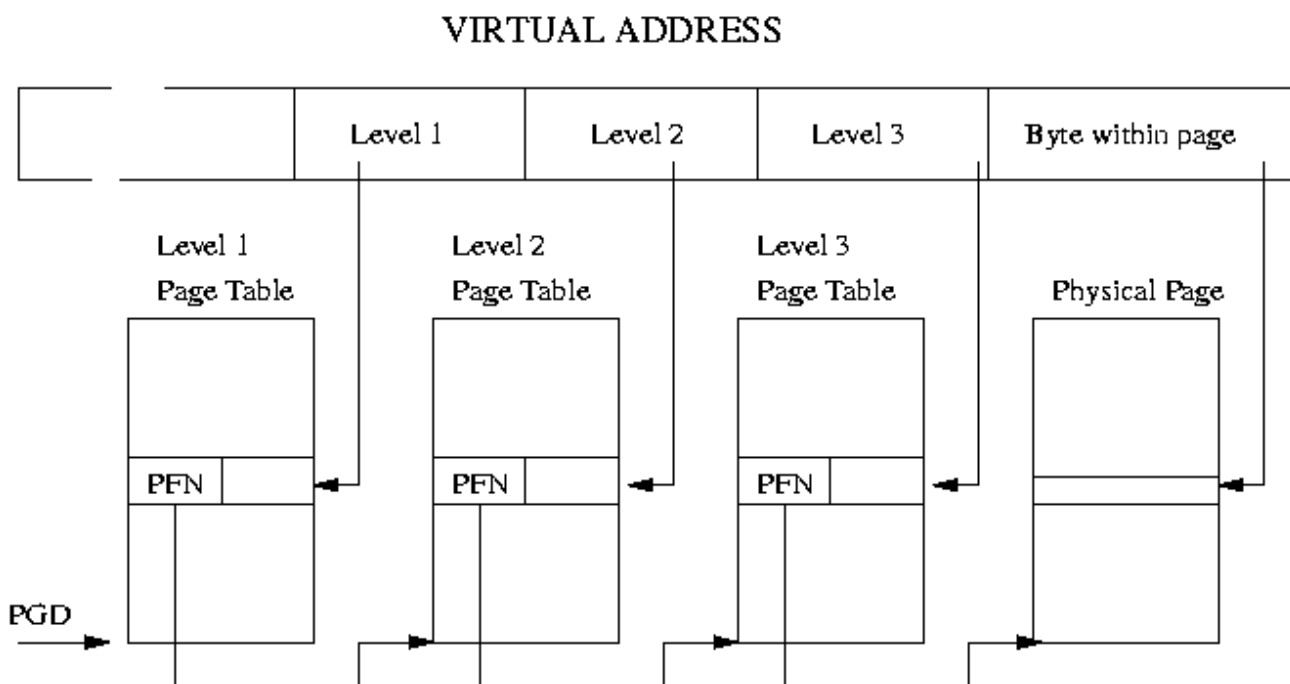 VIRTUAL ADDRESS
Level 1
Level 2
Level 3
Byte within page
Level 1
Page Table
Level 2
Page Table
Level 3
Page Table
Physical Page
PFN
PFN
PFN
PGD